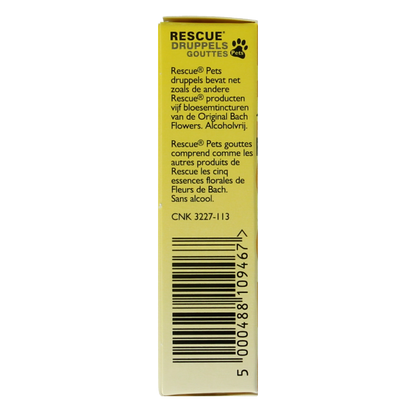 RESCUE®
DRUPPELS
GOUTTES Pets
Rescue® Pets
druppels bevat net
zoals de andere
Rescue® producten
vijf bloesemtincturen
van de Original Bach
Flowers. Alcoholvrij.
Rescue® Pets gouttes
comprend comme les
autres produits de
Rescue les cinq
essences florales de
Fleurs de Bach.
Sans alcool.
CNK 3227-113
5 000488 109467 >